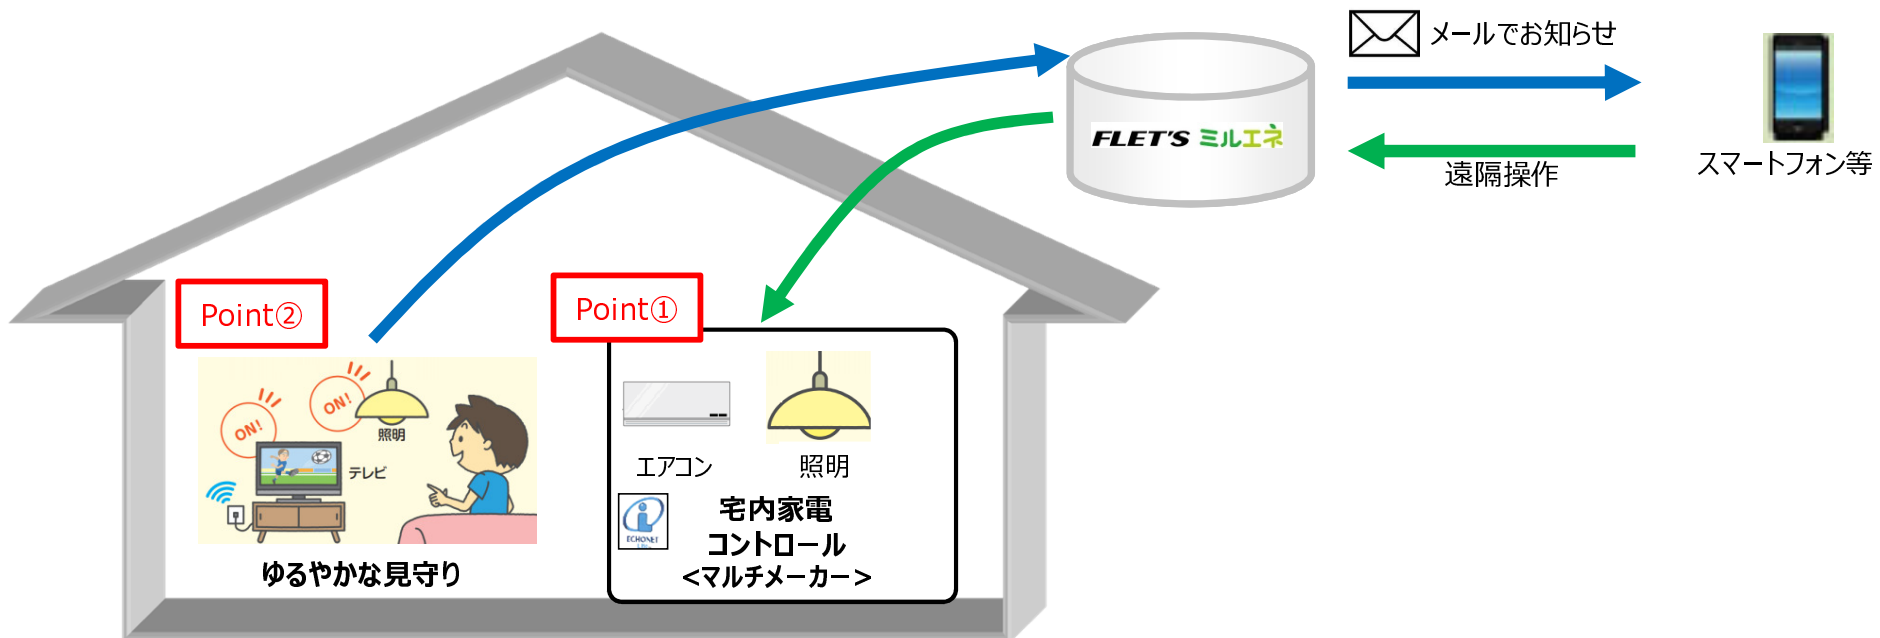 メールでお知らせ
FLET'S ミルエネ
遠隔操作
スマートフォン等
Point②
Point①
ON!
ON!
照明
テレビ
エアコン
照明
ECHONET
宅内家電
コントロール
<マルチメーカー>
ゆるやかな見守り